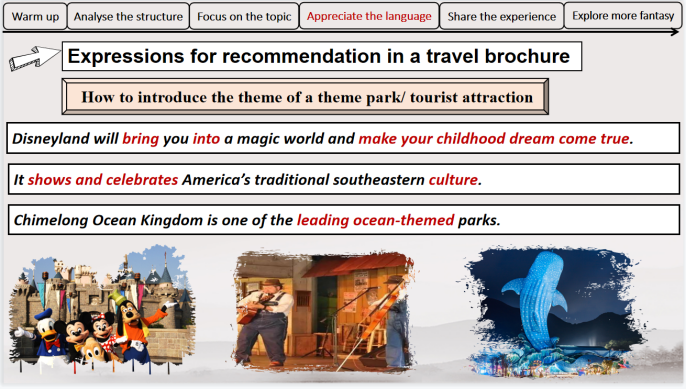 Warm up
Analyse the structure
Focus on the topic
Appreciate the language
Share the experience
Explore more fantasy
Expressions for recommendation in a travel brochure
How to introduce the theme of a theme park/ tourist attraction
Disneyland will bring you into a magic world and make your childhood dream come true.
It shows and celebrates America's traditional southeastern culture.
Chimelong Ocean Kingdom is one of the leading ocean-themed parks.